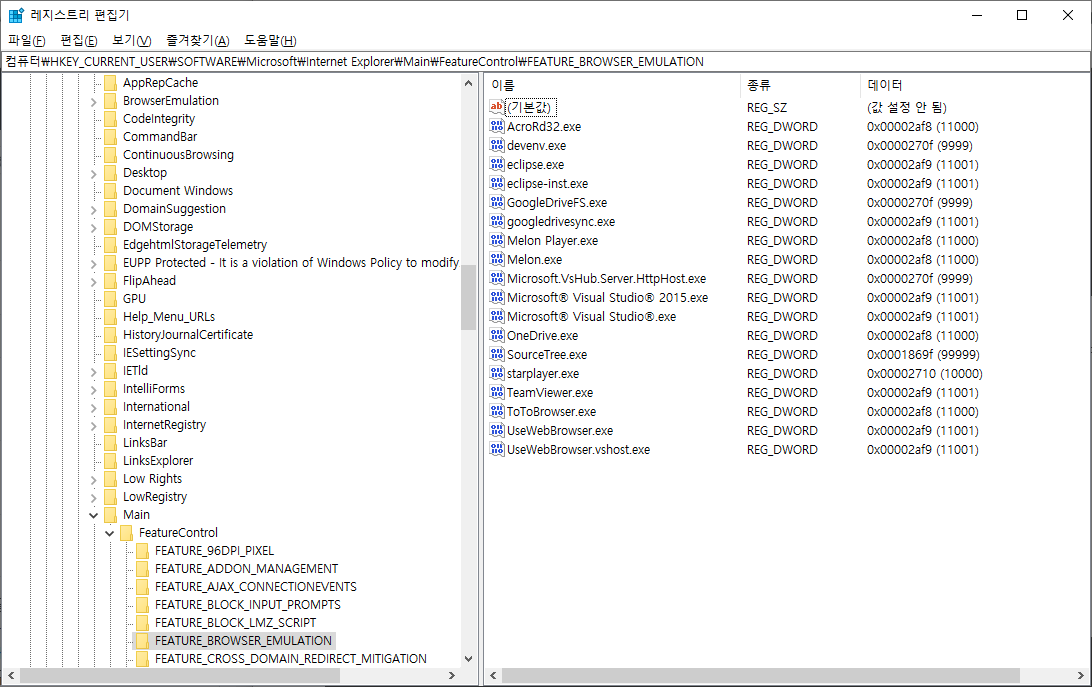 레지스트리 편집기
파일(F) 편집(E) 보기(V) 즐겨찾기(A) 도움말(H)
컴퓨터₩HKEY_CURRENT_USER₩SOFTWARE₩Microsoft₩Internet Explorer₩Main₩FeatureControl₩FEATURE_BROWSER_EMULATION
AppRepCache
BrowserEmulation
CodeIntegrity
CommandBar
ContinuousBrowsing
Desktop
Document Windows
DomainSuggestion
DOMStorage
EdgehtmlStorageTelemetry
EUPP Protected - It is a violation of Windows Policy to modify
FlipAhead
GPU
Help_Menu_URLs
HistoryJournalCertificate
IESettingSync
IETld
IntelliForms
International
InternetRegistry
LinksBar
LinksExplorer
Low Rights
LowRegistry
Main
FeatureControl
FEATURE_96DPI_PIXEL
FEATURE_ADDON_MANAGEMENT
FEATURE_AJAX_CONNECTIONEVENTS
FEATURE_BLOCK_INPUT_PROMPTS
FEATURE_BLOCK_LMZ_SCRIPT
FEATURE_BROWSER_EMULATION
FEATURE_CROSS_DOMAIN_REDIRECT_MITIGATION
이름 종류 데이터
(기본값) REG_SZ (값 설정 안 됨)
AcroRd32.exe REG_DWORD 0x00002af8 (11000)
devenv.exe REG_DWORD 0x0000270f (9999)
eclipse.exe REG_DWORD 0x00002af9 (11001)
eclipse-inst.exe REG_DWORD 0x00002af9 (11001)
GoogleDriveFS.exe REG_DWORD 0x0000270f (9999)
googledrivesync.exe REG_DWORD 0x00002af9 (11001)
Melon Player.exe REG_DWORD 0x00002af8 (11000)
Melon.exe REG_DWORD 0x00002af8 (11000)
Microsoft.VsHub.Server.HttpHost.exe REG_DWORD 0x0000270f (9999)
Microsoft® Visual Studio® 2015.exe REG_DWORD 0x00002af9 (11001)
Microsoft® Visual Studio®.exe REG_DWORD 0x00002af9 (11001)
OneDrive.exe REG_DWORD 0x00002af8 (11000)
SourceTree.exe REG_DWORD 0x0001869f (99999)
starplayer.exe REG_DWORD 0x00002710 (10000)
TeamViewer.exe REG_DWORD 0x00002af9 (11001)
ToToBrowser.exe REG_DWORD 0x00002af8 (11000)
UseWebBrowser.exe REG_DWORD 0x00002af9 (11001)
UseWebBrowser.vshost.exe REG_DWORD 0x00002af9 (11001)